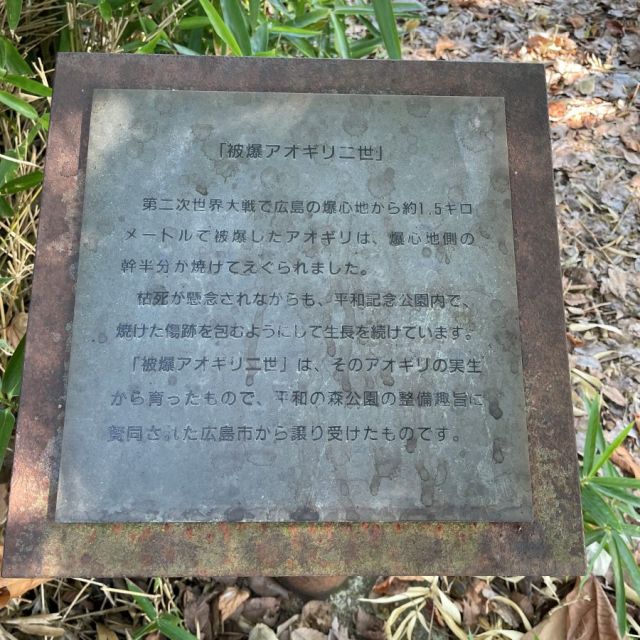 「被爆アオギリ二世」
第二次世界大戦で広島の爆心地から約1.5キロ
メートルで被爆したアオギリは、爆心地側の
幹半分が焼けてえぐられました。
枯死が懸念されながらも、平和記念公園内で、
焼けた傷跡を包むようにして生長を続けています。
「被爆アオギリ二世」は、そのアオギリの実生
から育ったもので、平和の森公園の整備趣旨に
賛同された広島市から譲り受けたものです。